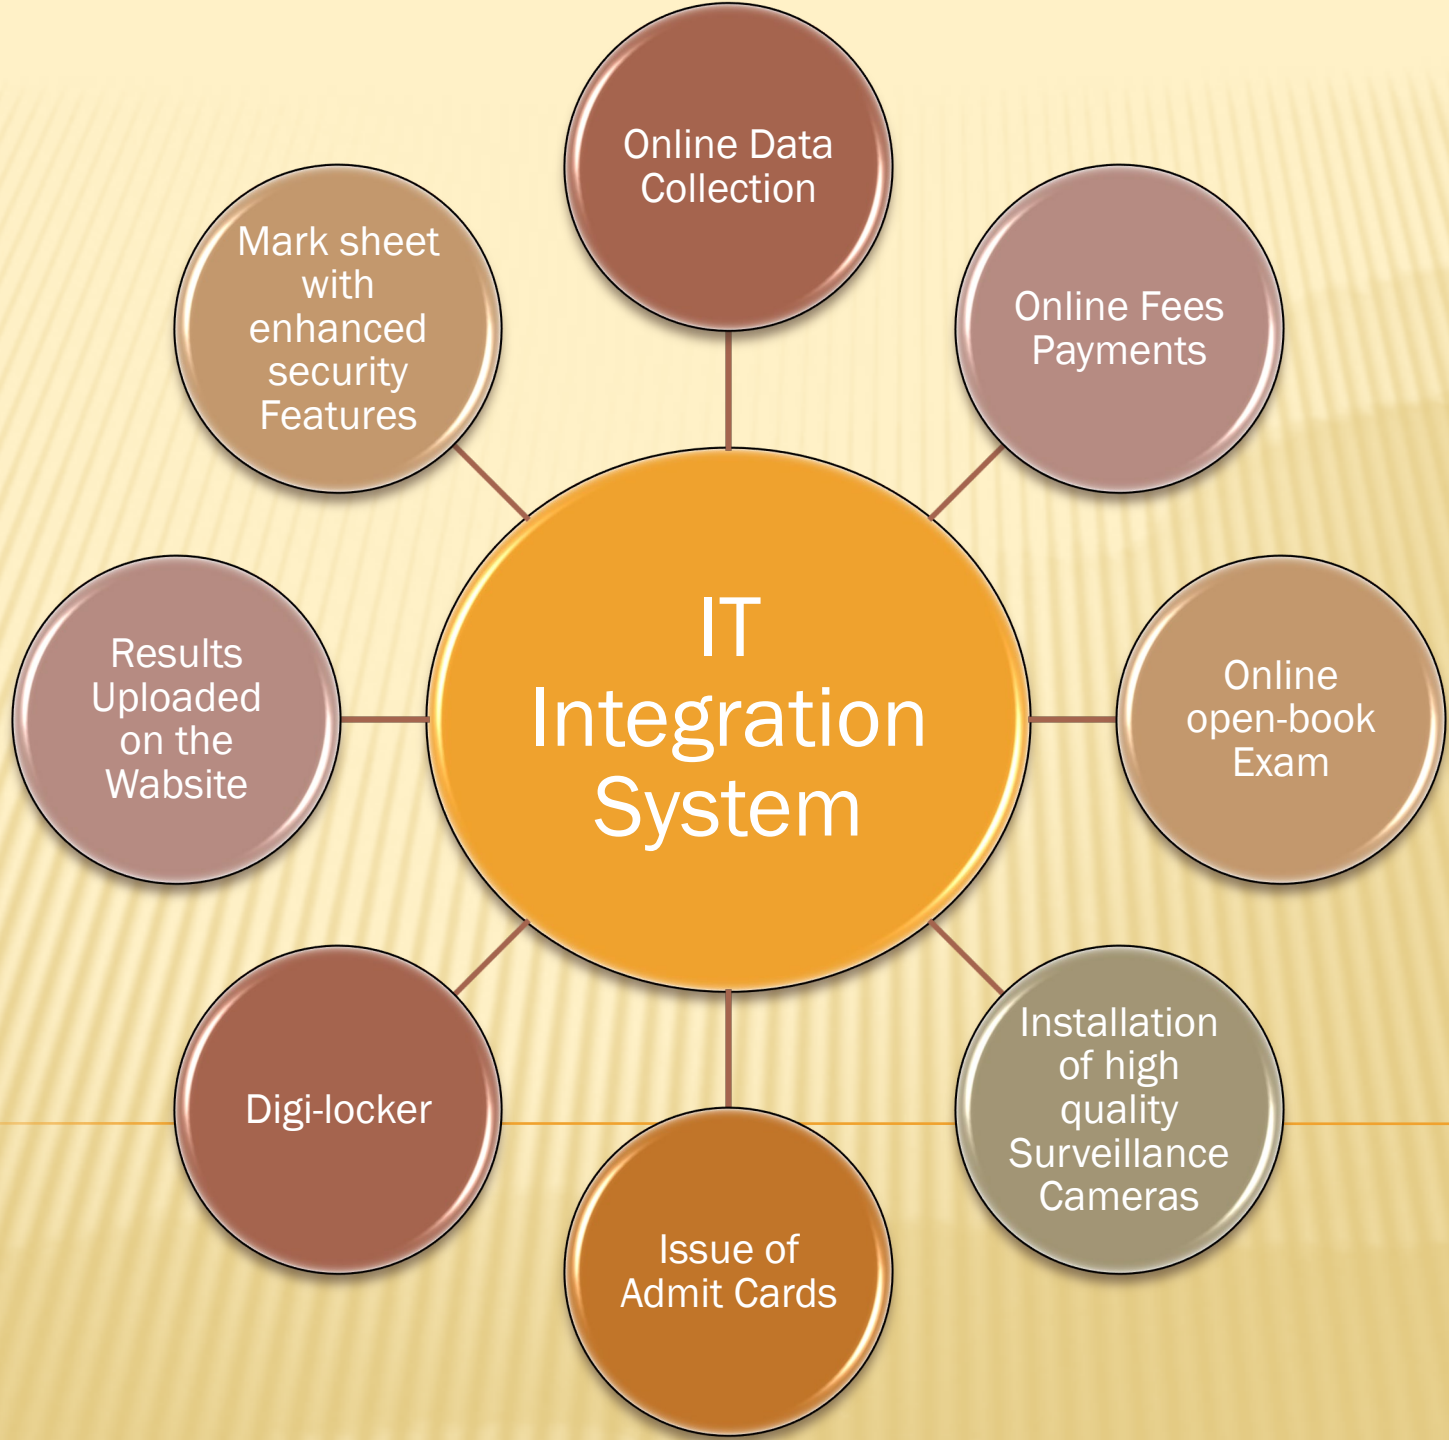 Online Data
Collection
Online Fees
Payments
Online
open-book
Exam
Installation
of high
quality
Surveillance
Cameras
Issue of
Admit Cards
Digi-locker
Results
Uploaded
on the
Wabsite
Mark sheet
with
enhanced
security
Features
IT
Integration
System